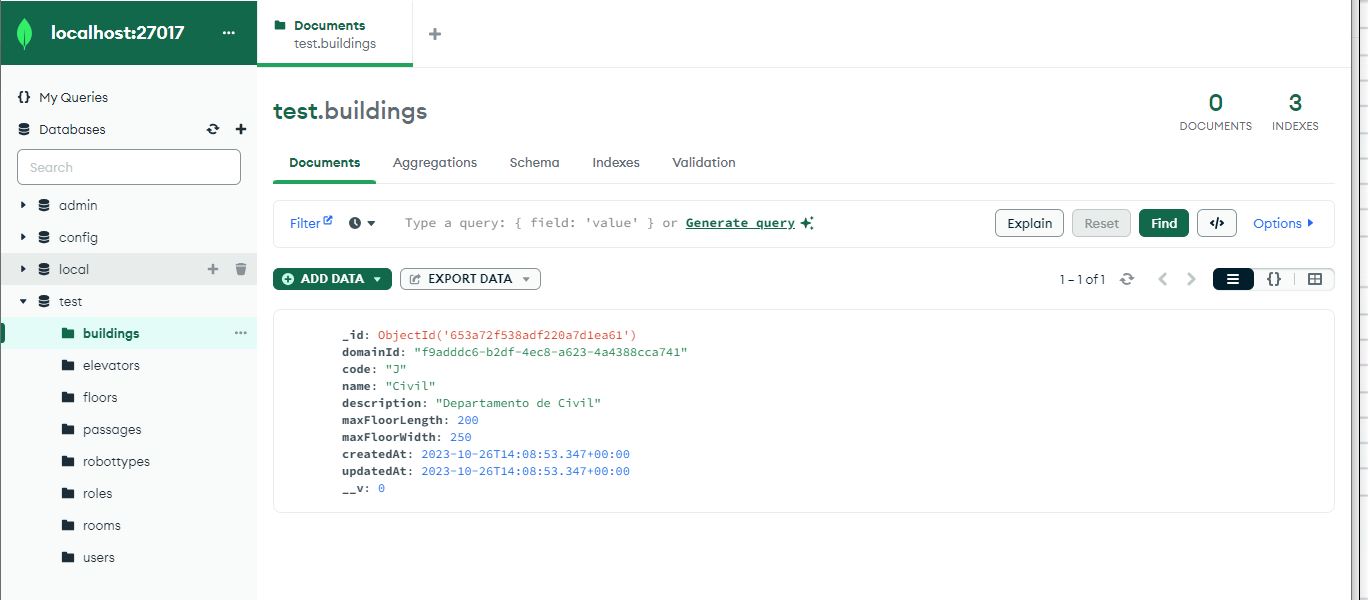 localhost:27017 ...
Documents
test.buildings
+
{} My Queries
Databases
Search
admin
config
local
test
buildings
elevators
floors
passages
robottypes
roles
rooms
users
test.buildings
0
DOCUMENTS
3
INDEXES
Documents Aggregations Schema Indexes Validation
Filter Type a query: { field: 'value' } or Generate query Explain Reset Find </> Options
ADD DATA EXPORT DATA 1 – 1 of 1 {}
_id: ObjectId('653a72f538adf220a7d1ea61')
domainId: "f9adddc6-b2df-4ec8-a623-4a4388cca741"
code: "J"
name: "Civil"
description: "Departamento de Civil"
maxFloorLength: 200
maxFloorWidth: 250
createdAt: 2023-10-26T14:08:53.347+00:00
updatedAt: 2023-10-26T14:08:53.347+00:00
__v: 0